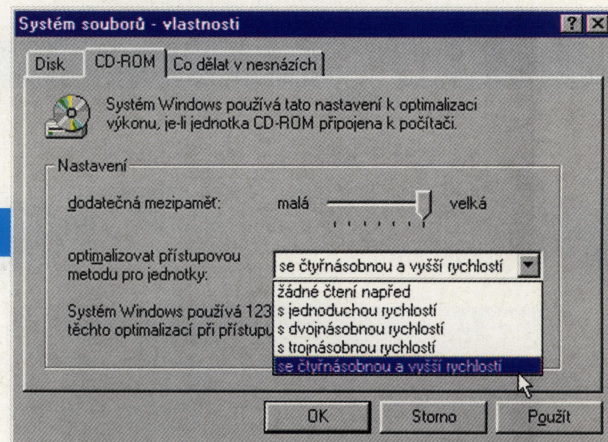 Systém souborů - vlastnosti
Disk CD-ROM Co dělat v nesnázích
Systém Windows používá tato nastavení k optimalizaci
výkonu, je-li jednotka CD-ROM připojena k počítači.
Nastavení
dodatečná mezipaměť: malá velká
optimalizovat přístupovou
metodu pro jednotky:
se čtyřnásobnou a vyšší rychlostí
žádné čtení napřed
s jednoduchou rychlostí
s dvojnásobnou rychlostí
s trojnásobnou rychlostí
se čtyřnásobnou a vyšší rychlostí
Systém Windows používá 123
těchto optimalizací při přístupu
OK Storno Použít